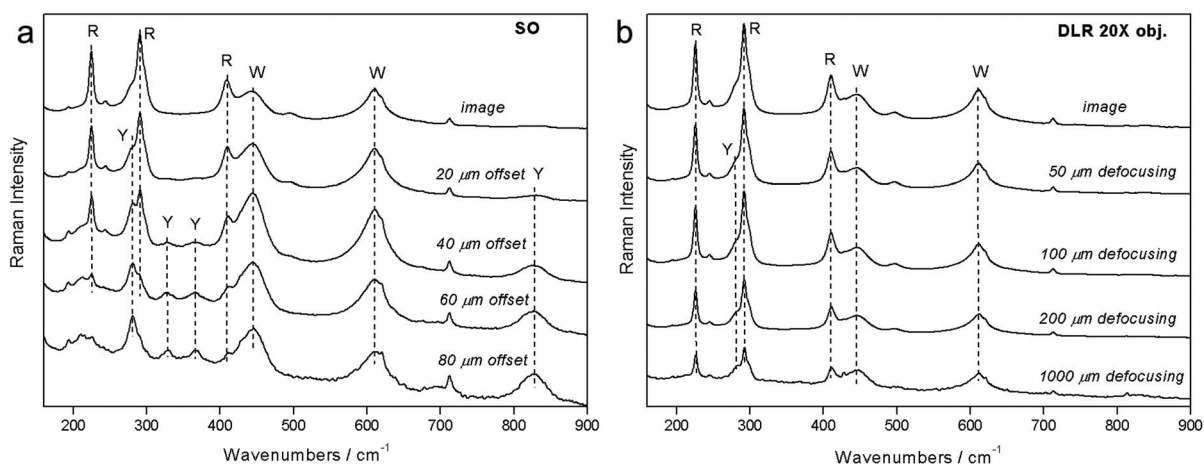 a
SO
R
R
R
W
W
image
Y
20 µm offset
Y
Y
Y
40 µm offset
60 µm offset
80 µm offset
Raman Intensity
200 300 400 500 600 700 800 900
Wavenumbers / cm-1
b
DLR 20X obj.
R
R
R
W
W
image
Y
50 µm defocusing
100 µm defocusing
200 µm defocusing
1000 µm defocusing
Raman Intensity
200 300 400 500 600 700 800 900
Wavenumbers / cm-1